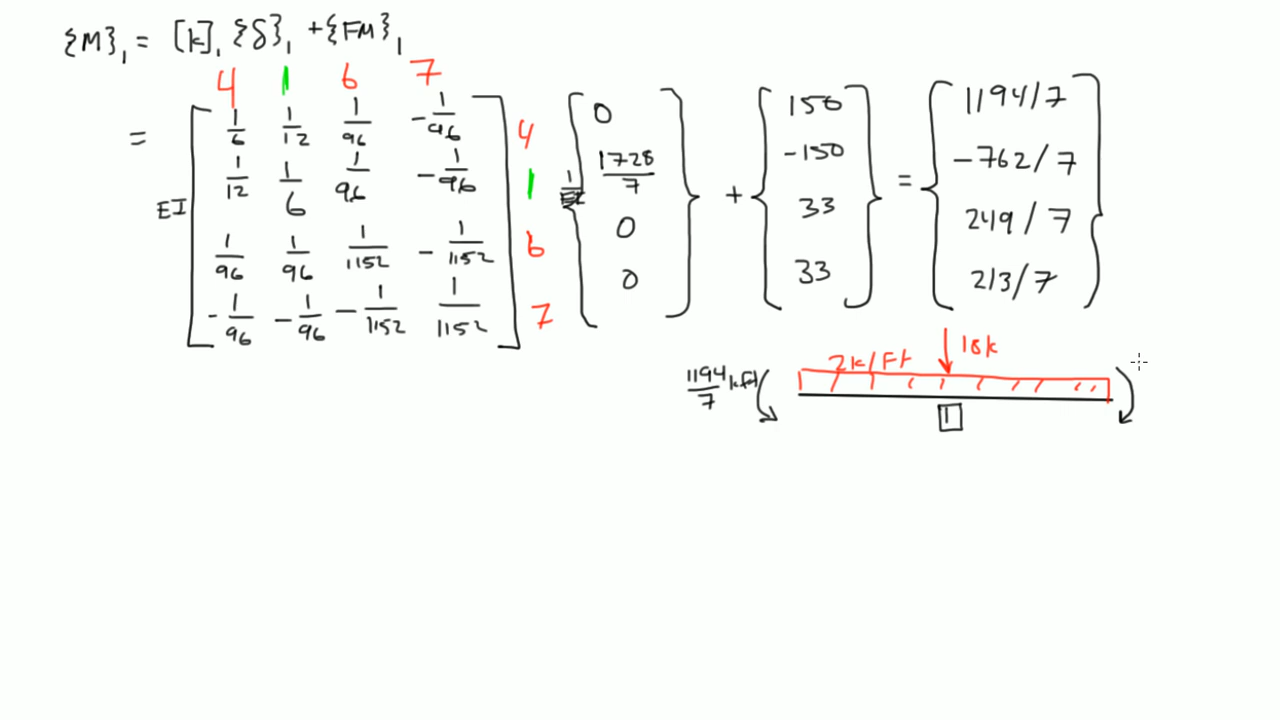 {M}₁ = [k]₁ {δ}₁ + {FM}₁
4 1 6 7
= EI [ 1/6 1/12 1/96 -1/96 ] 4 { 0 } + { 150 } = { 1194/7 }
[ 1/12 1/6 1/96 -1/96 ] 1 1/EI { 1728/7 } { -150 } { -762/7 }
[ 1/96 1/96 1/1152 -1/1152 ] 6 { 0 } { 33 } { 249/7 }
[ -1/96 -1/96 -1/1152 1/1152 ] 7 { 0 } { 33 } { 213/7 }
18k
2k/Ft
1194/7 kft
1